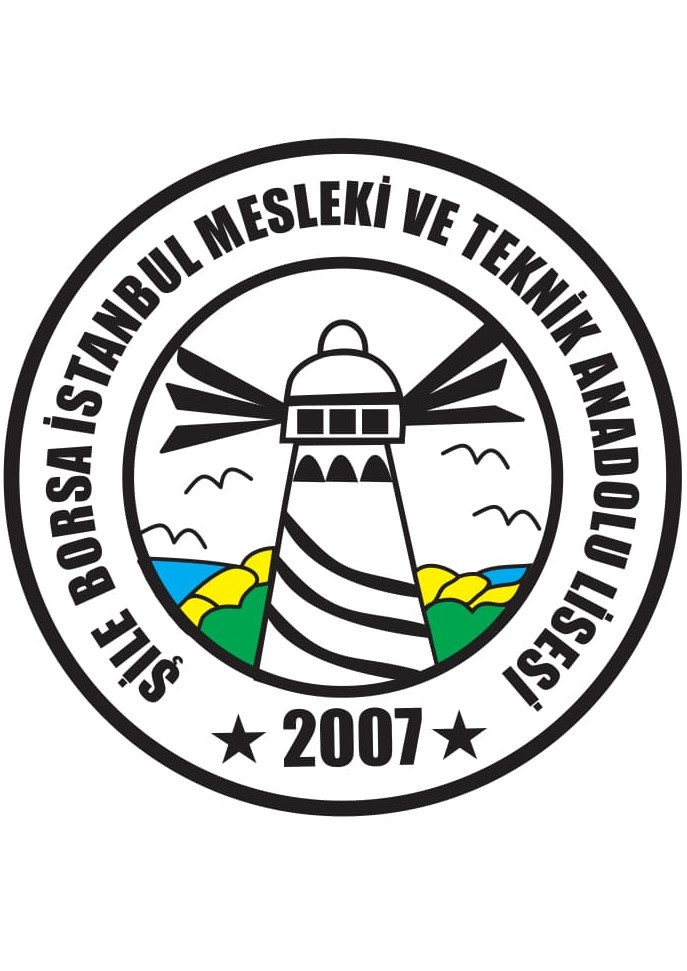 ŞİLE BORSA İSTANBUL MESLEKİ VE TEKNİK ANADOLU LİSESİ
2007